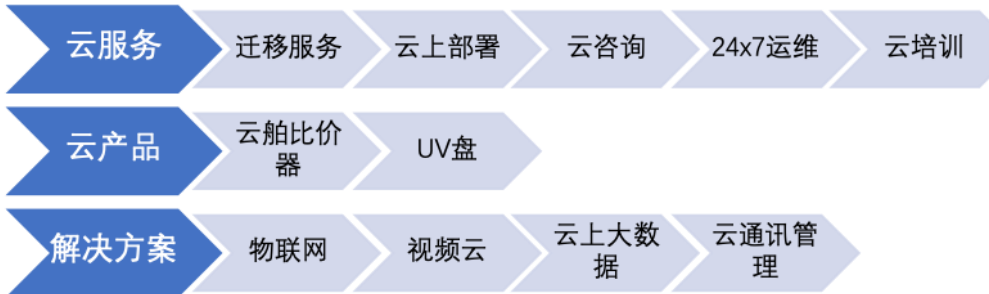 云服务
迁移服务
云上部署
云咨询
24x7运维
云培训
云产品
云舶比价
器
UV盘
解决方案
物联网
视频云
云上大数
据
云通讯管
理